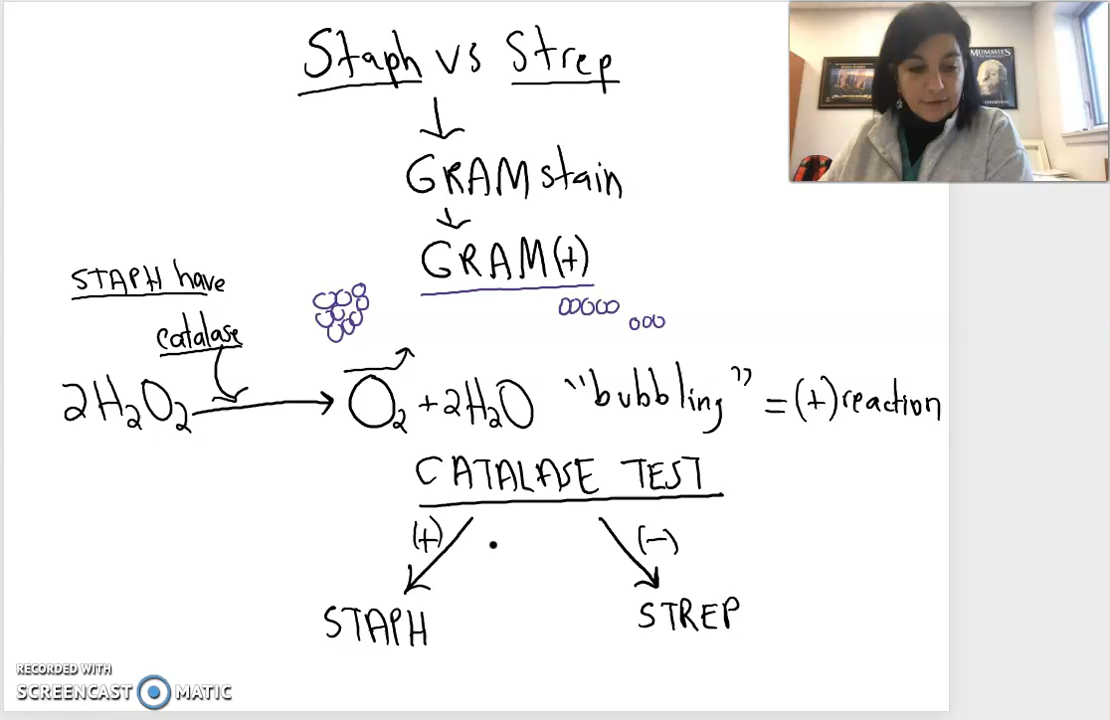 Staph vs Strep
GRAM stain
GRAM (+)
STAPH have
catalase
2H₂O₂ → O₂ + 2H₂O "bubbling" = (+) reaction
CATALASE TEST
(+) (−)
STAPH STREP
MUMMIES
RECORDED WITH
SCREENCAST MATIC